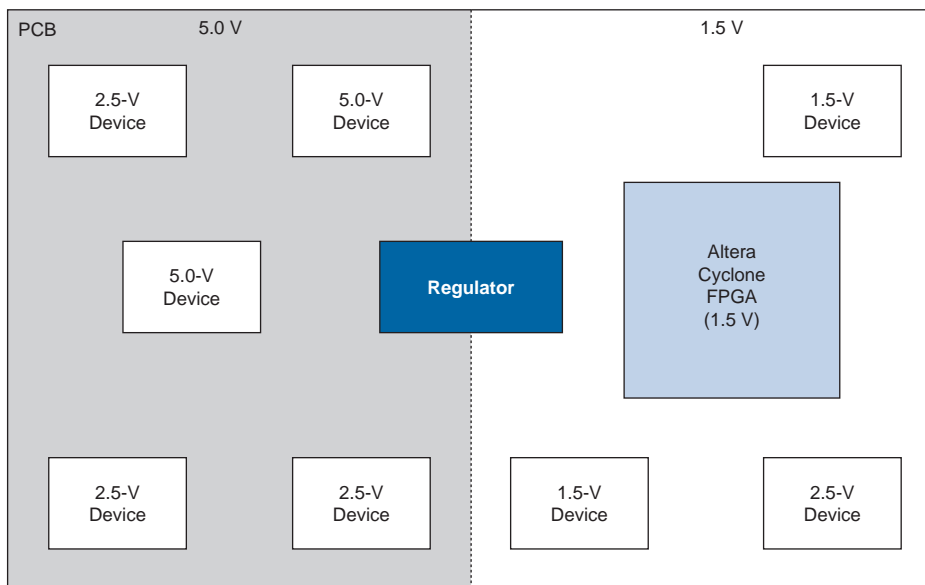 PCB
5.0 V
1.5 V
2.5-V
Device
5.0-V
Device
1.5-V
Device
5.0-V
Device
Regulator
Altera
Cyclone
FPGA
(1.5 V)
2.5-V
Device
2.5-V
Device
1.5-V
Device
2.5-V
Device